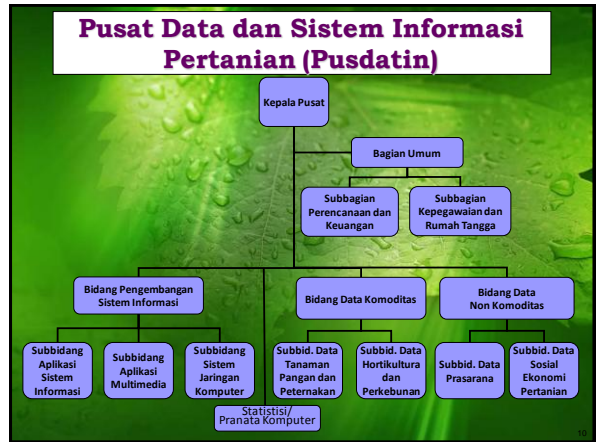 Pusat Data dan Sistem Informasi
Pertanian (Pusdatin)
Kepala Pusat
Bagian Umum
Subbagian
Perencanaan dan
Keuangan
Subbagian
Kepegawaian dan
Rumah Tangga
Bidang Pengembangan
Sistem Informasi
Bidang Data Komoditas
Bidang Data
Non Komoditas
Subbidang
Aplikasi
Sistem
Informasi
Subbidang
Aplikasi
Multimedia
Subbidang
Sistem
Jaringan
Komputer
Subbid. Data
Tanaman
Pangan dan
Peternakan
Subbid. Data
Hortikultura
dan
Perkebunan
Subbid. Data
Prasarana
Subbid. Data
Sosial
Ekonomi
Pertanian
Statistisi/
Pranata Komputer
10